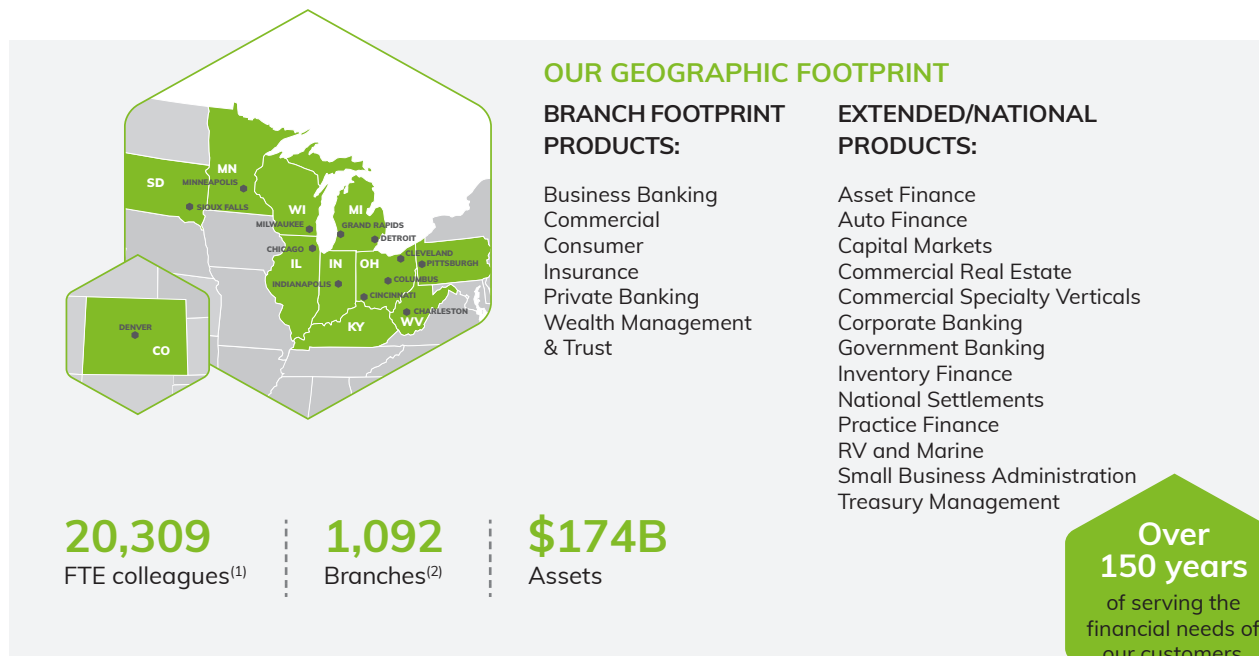 OUR GEOGRAPHIC FOOTPRINT
BRANCH FOOTPRINT
PRODUCTS:
Business Banking
Commercial
Consumer
Insurance
Private Banking
Wealth Management
& Trust
EXTENDED/NATIONAL
PRODUCTS:
Asset Finance
Auto Finance
Capital Markets
Commercial Real Estate
Commercial Specialty Verticals
Corporate Banking
Government Banking
Inventory Finance
National Settlements
Practice Finance
RV and Marine
Small Business Administration
Treasury Management
MN
SD
MINNEAPOLIS
SIOUX FALLS
WI
MI
MILWAUKEE
GRAND RAPIDS
DETROIT
CHICAGO
CLEVELAND
PITTSBURGH
IL
IN
OH
INDIANAPOLIS
COLUMBUS
CINCINNATI
CHARLESTON
KY
WV
DENVER
CO
20,309
FTE colleagues(1)
1,092
Branches(2)
$174B
Assets
Over
150 years
of serving the
financial needs of
our customers